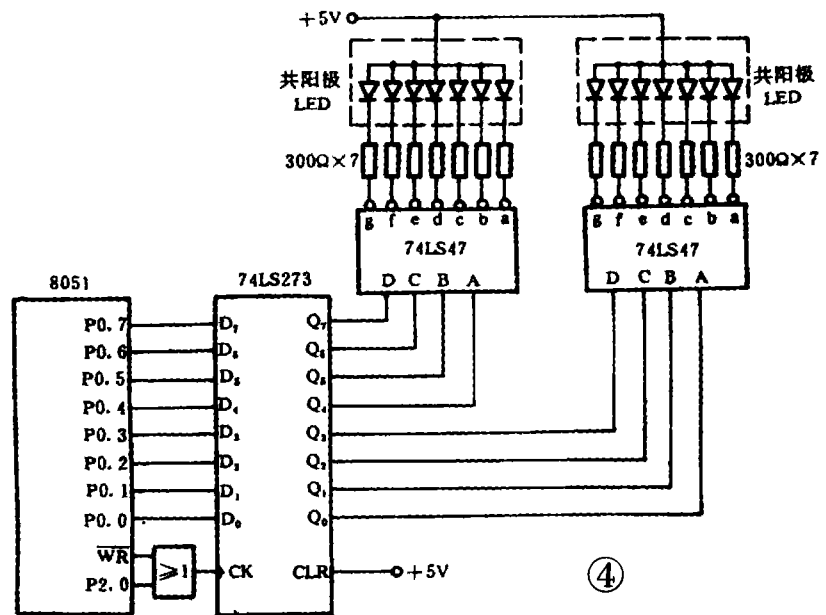 +5V
共阳极 LED
共阳极 LED
300Ω×7
300Ω×7
g f e d c b a
g f e d c b a
74LS47
74LS47
D C B A
D C B A
8051
74LS273
P0.7 D₇ Q₇
P0.6 D₆ Q₆
P0.5 D₅ Q₅
P0.4 D₄ Q₄
P0.3 D₃ Q₃
P0.2 D₂ Q₂
P0.1 D₁ Q₁
P0.0 D₀ Q₀
W̅R̅
P2.0
≥1
CK
CLR
+5V
④